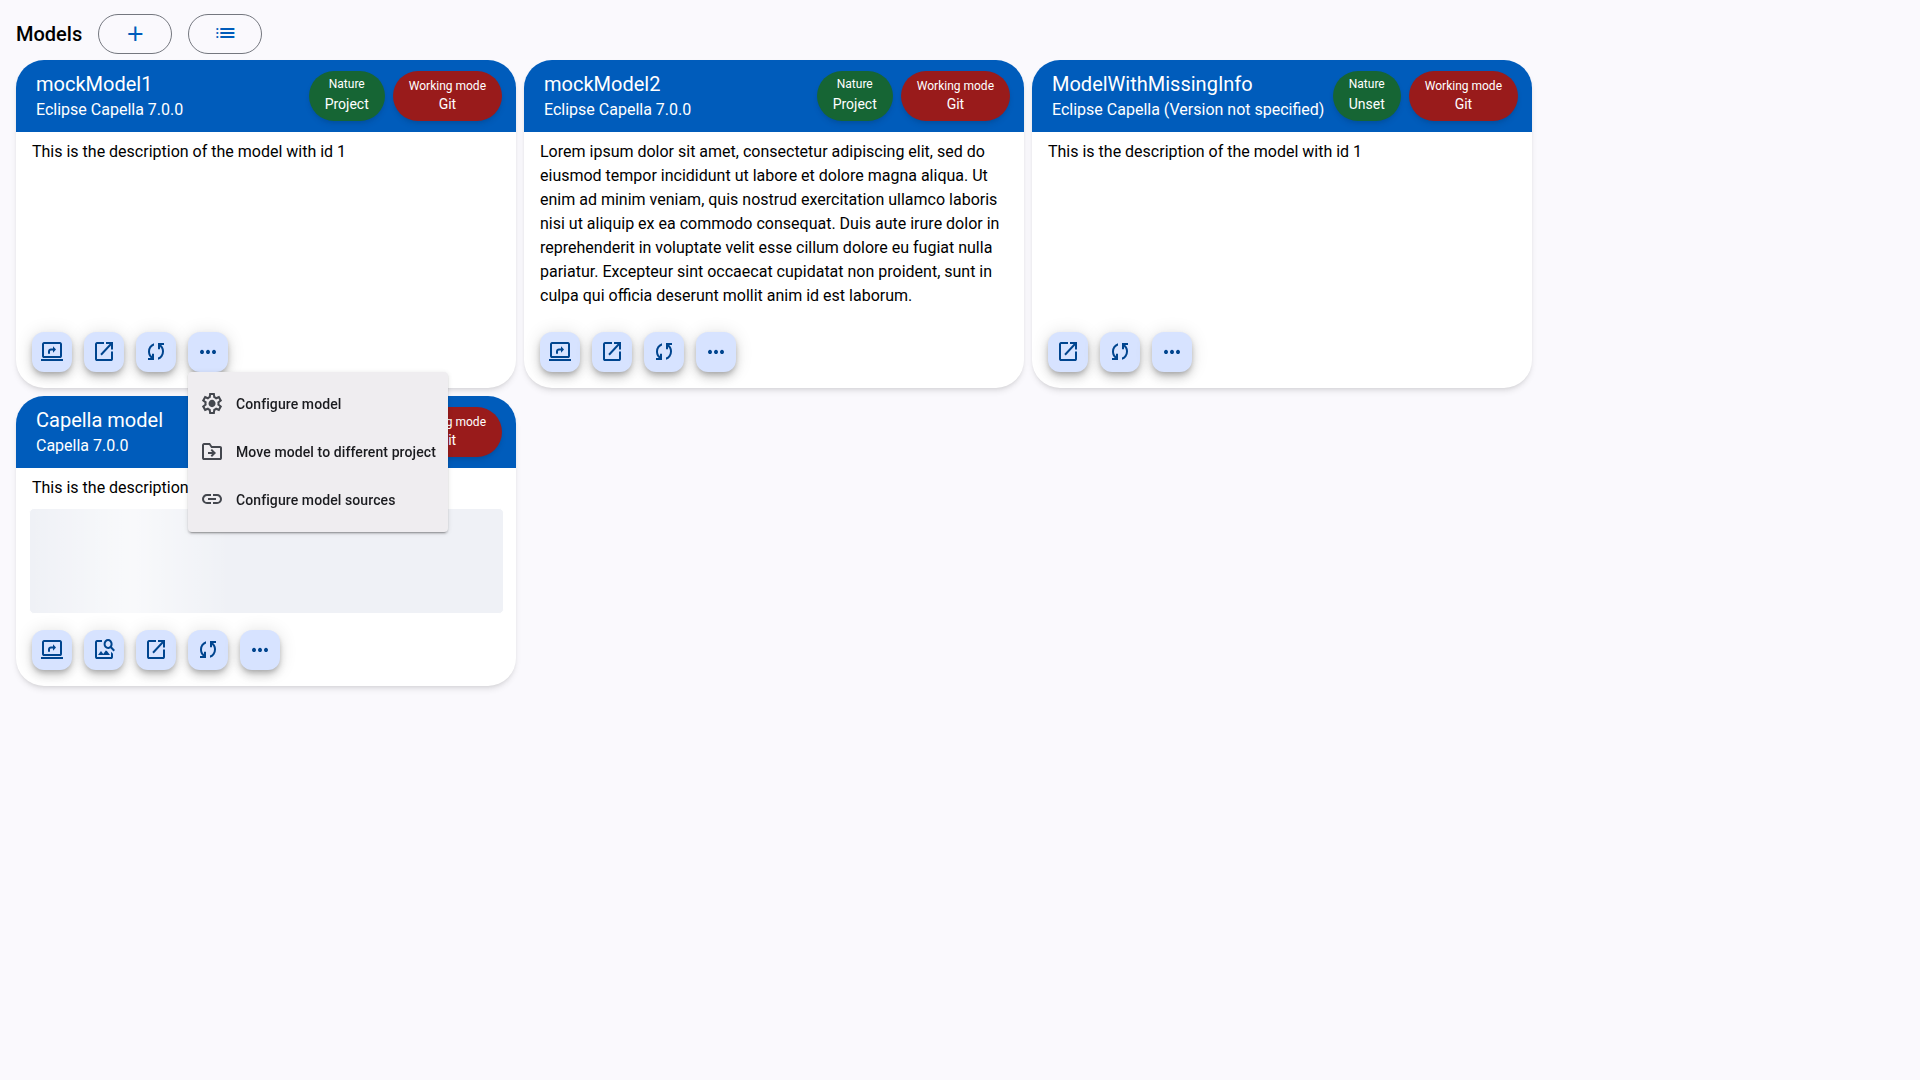 Models
mockModel1
Eclipse Capella 7.0.0
Nature
Project
Working mode
Git
This is the description of the model with id 1
mockModel2
Eclipse Capella 7.0.0
Nature
Project
Working mode
Git
Lorem ipsum dolor sit amet, consectetur adipiscing elit, sed do
eiusmod tempor incididunt ut labore et dolore magna aliqua. Ut
enim ad minim veniam, quis nostrud exercitation ullamco laboris
nisi ut aliquip ex ea commodo consequat. Duis aute irure dolor in
reprehenderit in voluptate velit esse cillum dolore eu fugiat nulla
pariatur. Excepteur sint occaecat cupidatat non proident, sunt in
culpa qui officia deserunt mollit anim id est laborum.
ModelWithMissingInfo
Eclipse Capella (Version not specified)
Nature
Unset
Working mode
Git
This is the description of the model with id 1
Configure model
Move model to different project
Configure model sources
Capella model
Capella 7.0.0
mode
This is the description